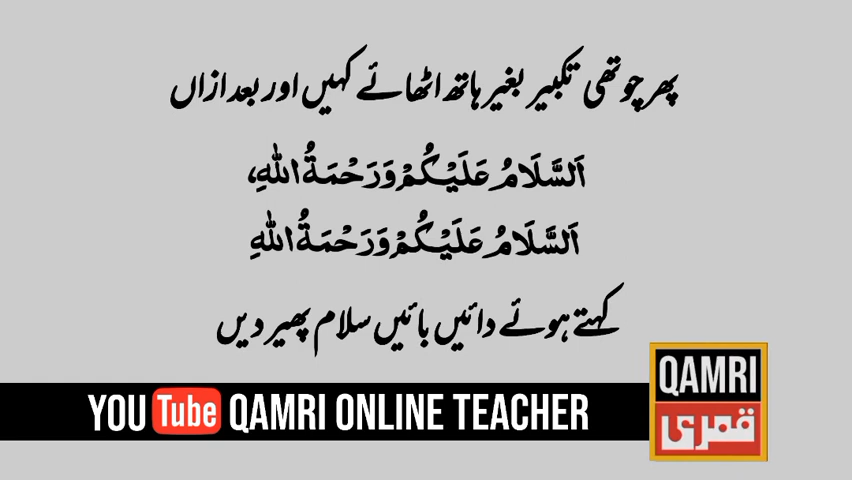 پھر چوتھی تکبیر بغیر ہاتھ اٹھائے کہیں اور بعد ازاں
اَلسَّلَامُ عَلَیْکُمْ وَرَحْمَةُ اللهِ،
اَلسَّلَامُ عَلَیْکُمْ وَرَحْمَةُ اللهِ
کہتے ہوئے دائیں بائیں سلام پھیر دیں
YOU Tube QAMRI ONLINE TEACHER
QAMRI
قمری